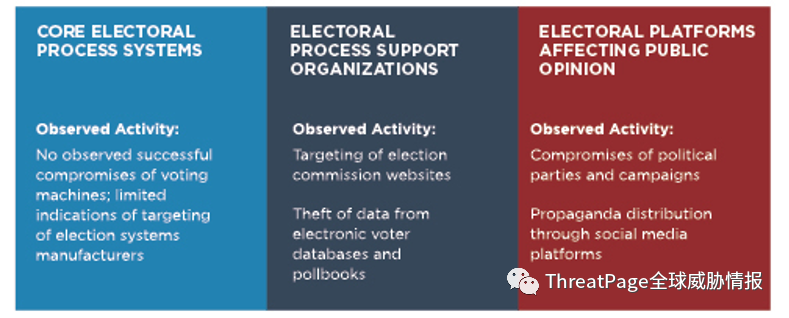 CORE ELECTORAL
PROCESS SYSTEMS
Observed Activity:
No observed successful
compromises of voting
machines; limited
indications of targeting
of election systems
manufacturers
ELECTORAL
PROCESS SUPPORT
ORGANIZATIONS
Observed Activity:
Targeting of election
commission websites
Theft of data from
electronic voter
databases and
pollbooks
ELECTORAL PLATFORMS
AFFECTING PUBLIC
OPINION
Observed Activity:
Compromises of political
parties and campaigns
Propaganda distribution
through social media
platforms
ThreatPage全球威胁情报